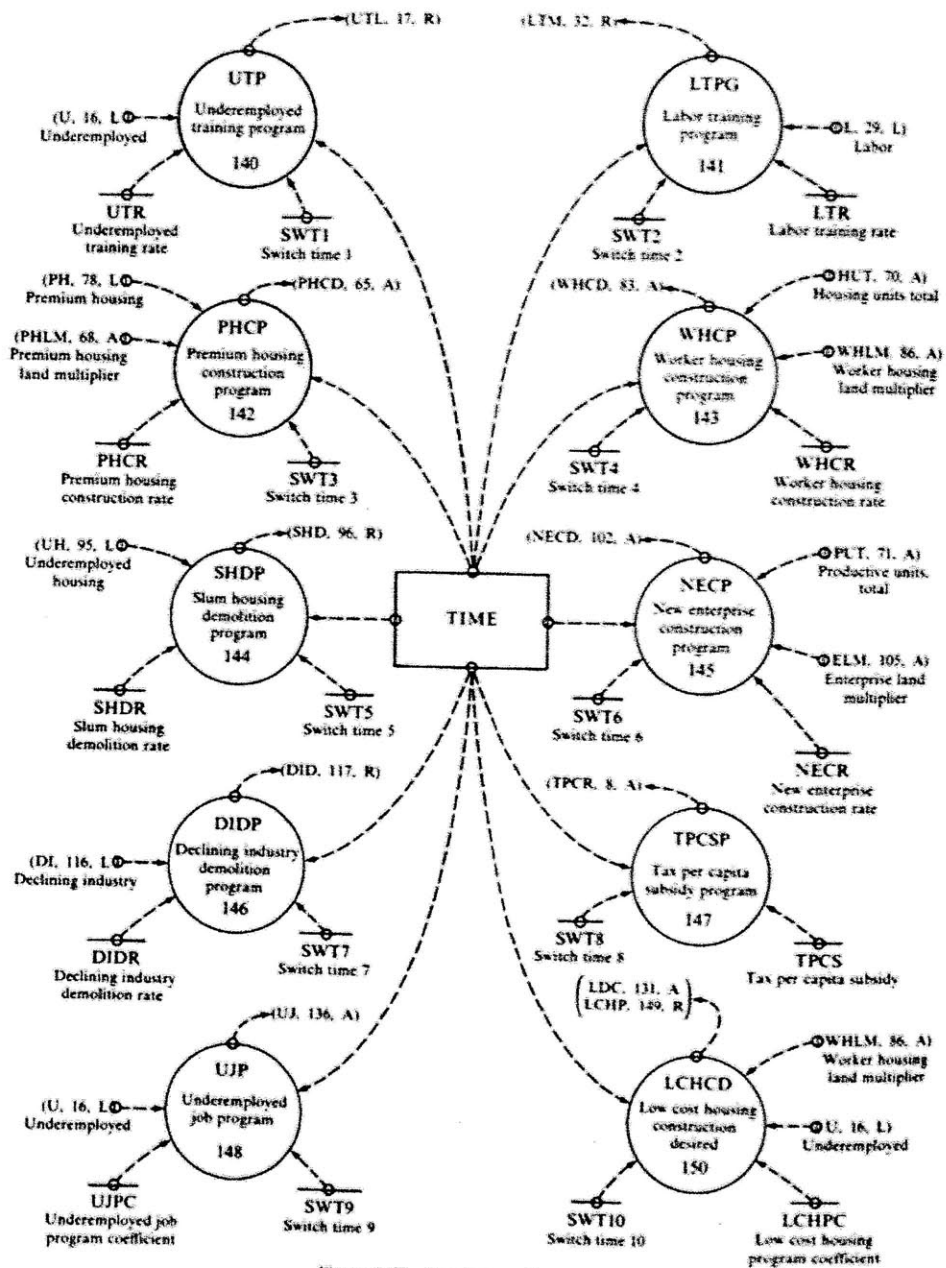 (UTL, 17, R)
(LTM, 32, R)
UTP
Underemployed
training program
140
(U, 16, L)
Underemployed
UTR
Underemployed
training rate
SWT1
Switch time 1
LTPG
Labor training
program
141
L, 29, L)
Labor
SWT2
Switch time 2
LTR
Labor training rate
(PH, 78, L
Premium housing
(PHCD, 65, A)
(PHLM, 68, A
Premium housing
land multiplier
PHCP
Premium housing
construction
program
142
PHCR
Premium housing
construction rate
SWT3
Switch time 3
(WHCD, 83, A)
HUT, 70, A)
Housing units total
WHCP
Worker housing
construction
program
143
WHLM, 86, A)
Worker housing
land multiplier
SWT4
Switch time 4
WHCR
Worker housing
construction rate
(UH, 95, L
Underemployed
housing
(SHD, 96, R)
SHDP
Slum housing
demolition
program
144
SHDR
Slum housing
demolition rate
SWT5
Switch time 5
TIME
(NECD, 102, A)
PUT, 71, A)
Productive units,
total
NECP
New enterprise
construction
program
145
ELM, 105, A)
Enterprise land
multiplier
SWT6
Switch time 6
NECR
New enterprise
construction rate
(DID, 117, R)
DIDP
Declining industry
demolition
program
146
(DI, 116, L
Declining industry
DIDR
Declining industry
demolition rate
SWT7
Switch time 7
(TPCR, 8, A)
TPCSP
Tax per capita
subsidy program
147
SWT8
Switch time 8
TPCS
Tax per capita subsidy
(UJ, 136, A)
UJP
Underemployed
job program
148
(U, 16, L
Underemployed
UJPC
Underemployed job
program coefficient
SWT9
Switch time 9
(LDC, 131, A
LCHP, 149, R)
LCHCD
Low cost housing
construction
desired
150
WHLM, 86, A)
Worker housing
land multiplier
U, 16, L)
Underemployed
SWT10
Switch time 10
LCHPC
Low cost housing
program coefficient